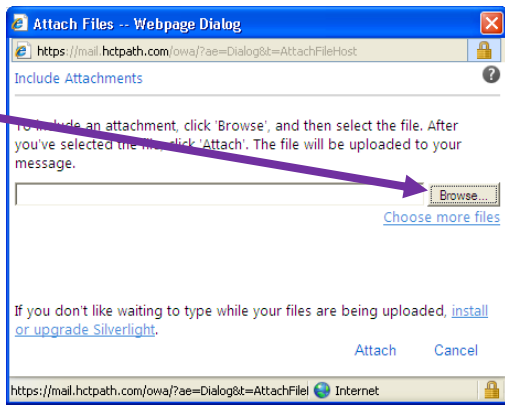 Attach Files -- Webpage Dialog
https://mail.hctpath.com/owa/?ae=Dialog&t=AttachFileHost
Include Attachments
?
To include an attachment, click 'Browse', and then select the file. After
you've selected the file, click 'Attach'. The file will be uploaded to your
message.
Browse...
Choose more files
If you don't like waiting to type while your files are being uploaded, install
or upgrade Silverlight.
Attach Cancel
https://mail.hctpath.com/owa/?ae=Dialog&t=AttachFileI Internet